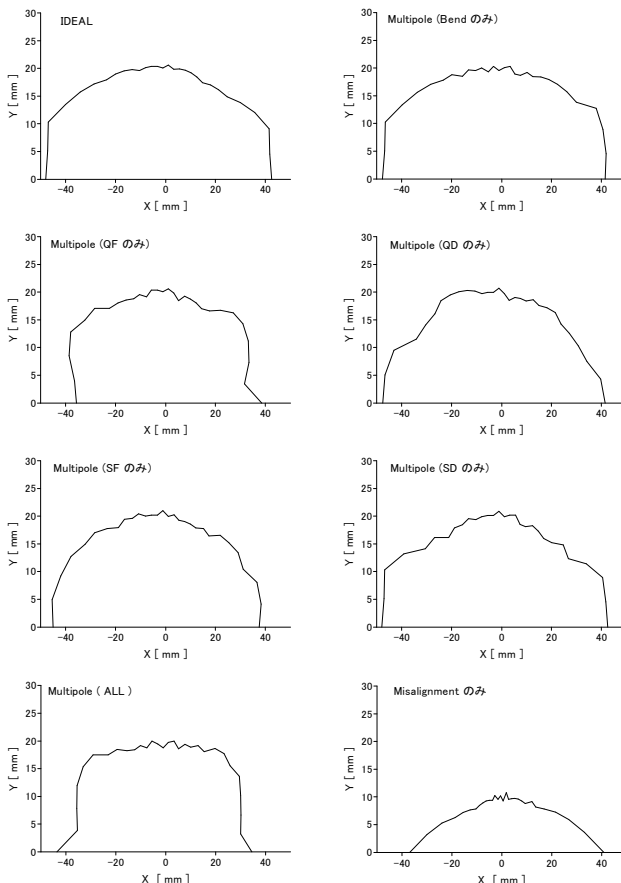 IDEAL
30
25
20
15
10
5
0
Y [ mm ]
-40 -20 0 20 40
X [ mm ]
Multipole (Bend のみ)
30
25
20
15
10
5
0
Y [ mm ]
-40 -20 0 20 40
X [ mm ]
Multipole (QF のみ)
30
25
20
15
10
5
0
Y [ mm ]
-40 -20 0 20 40
X [ mm ]
Multipole (QD のみ)
30
25
20
15
10
5
0
Y [ mm ]
-40 -20 0 20 40
X [ mm ]
Multipole (SF のみ)
30
25
20
15
10
5
0
Y [ mm ]
-40 -20 0 20 40
X [ mm ]
Multipole (SD のみ)
30
25
20
15
10
5
0
Y [ mm ]
-40 -20 0 20 40
X [ mm ]
Multipole ( ALL )
30
25
20
15
10
5
0
Y [ mm ]
-40 -20 0 20 40
X [ mm ]
Misalignment のみ
30
25
20
15
10
5
0
Y [ mm ]
-40 -20 0 20 40
X [ mm ]